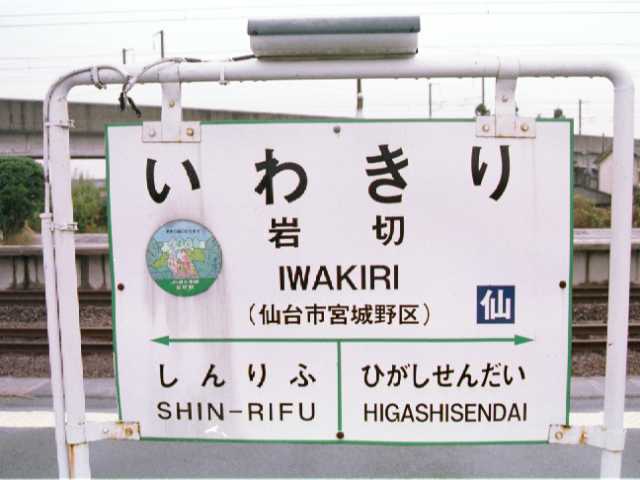 いわきり
岩切
IWAKIRI
(仙台市宮城野区)
仙
しんりふ
SHIN-RIFU
ひがしせんだい
HIGASHISENDAI